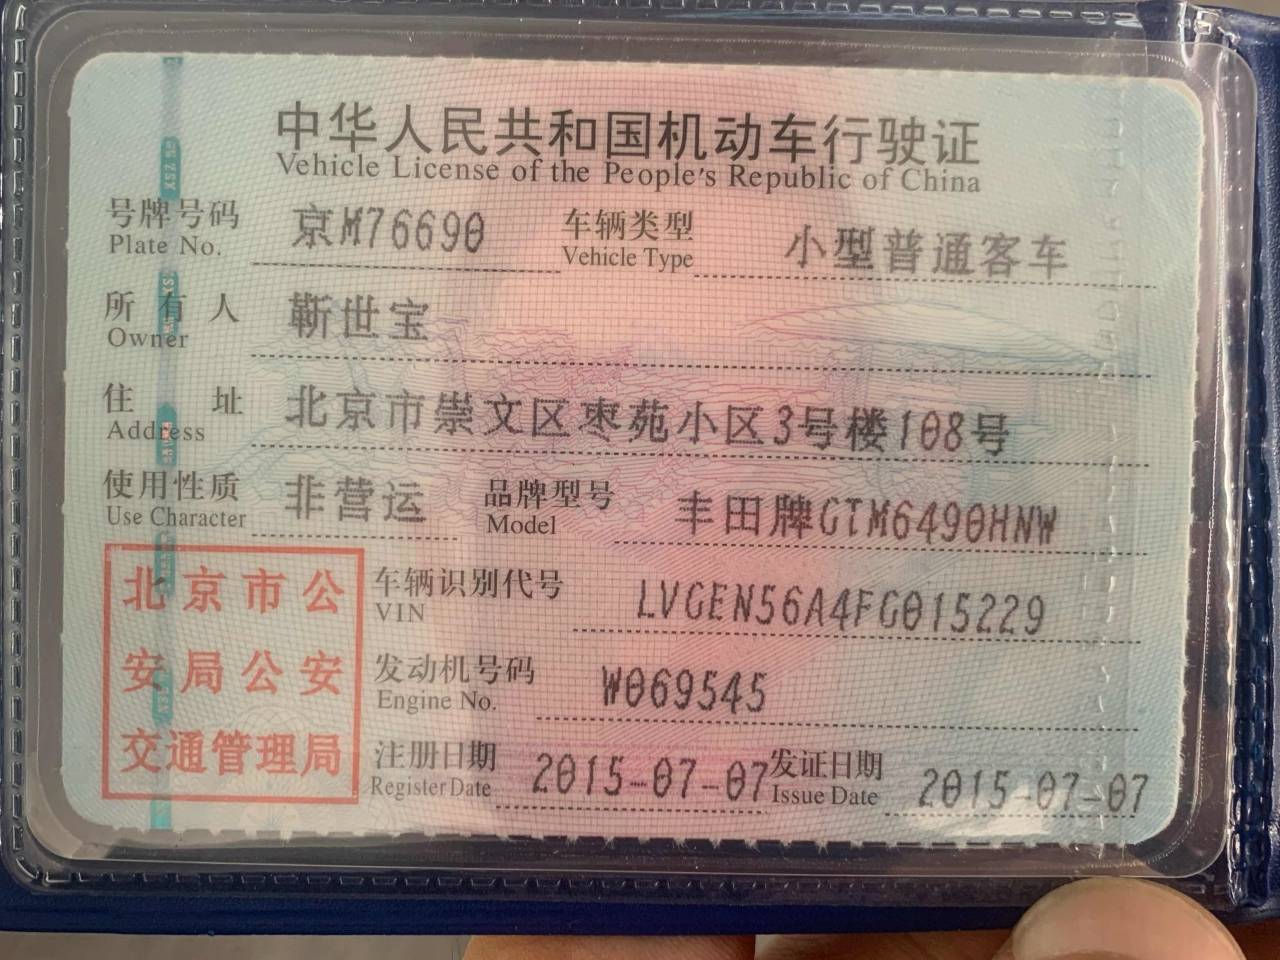 中华人民共和国机动车行驶证
Vehicle License of the People's Republic of China
号牌号码 京M76690 车辆类型 小型普通客车
Plate No. Vehicle Type
所有人 靳世宝
Owner
住址 北京市崇文区枣苑小区3号楼108号
Address
使用性质 非营运 品牌型号 丰田牌GTM6490HNW
Use Character Model
北京市公
安局公安
交通管理局
车辆识别代号 LVGEN56A4FG015229
VIN
发动机号码 W069545
Engine No.
注册日期 2015-07-07 发证日期 2015-07-07
Register Date Issue Date